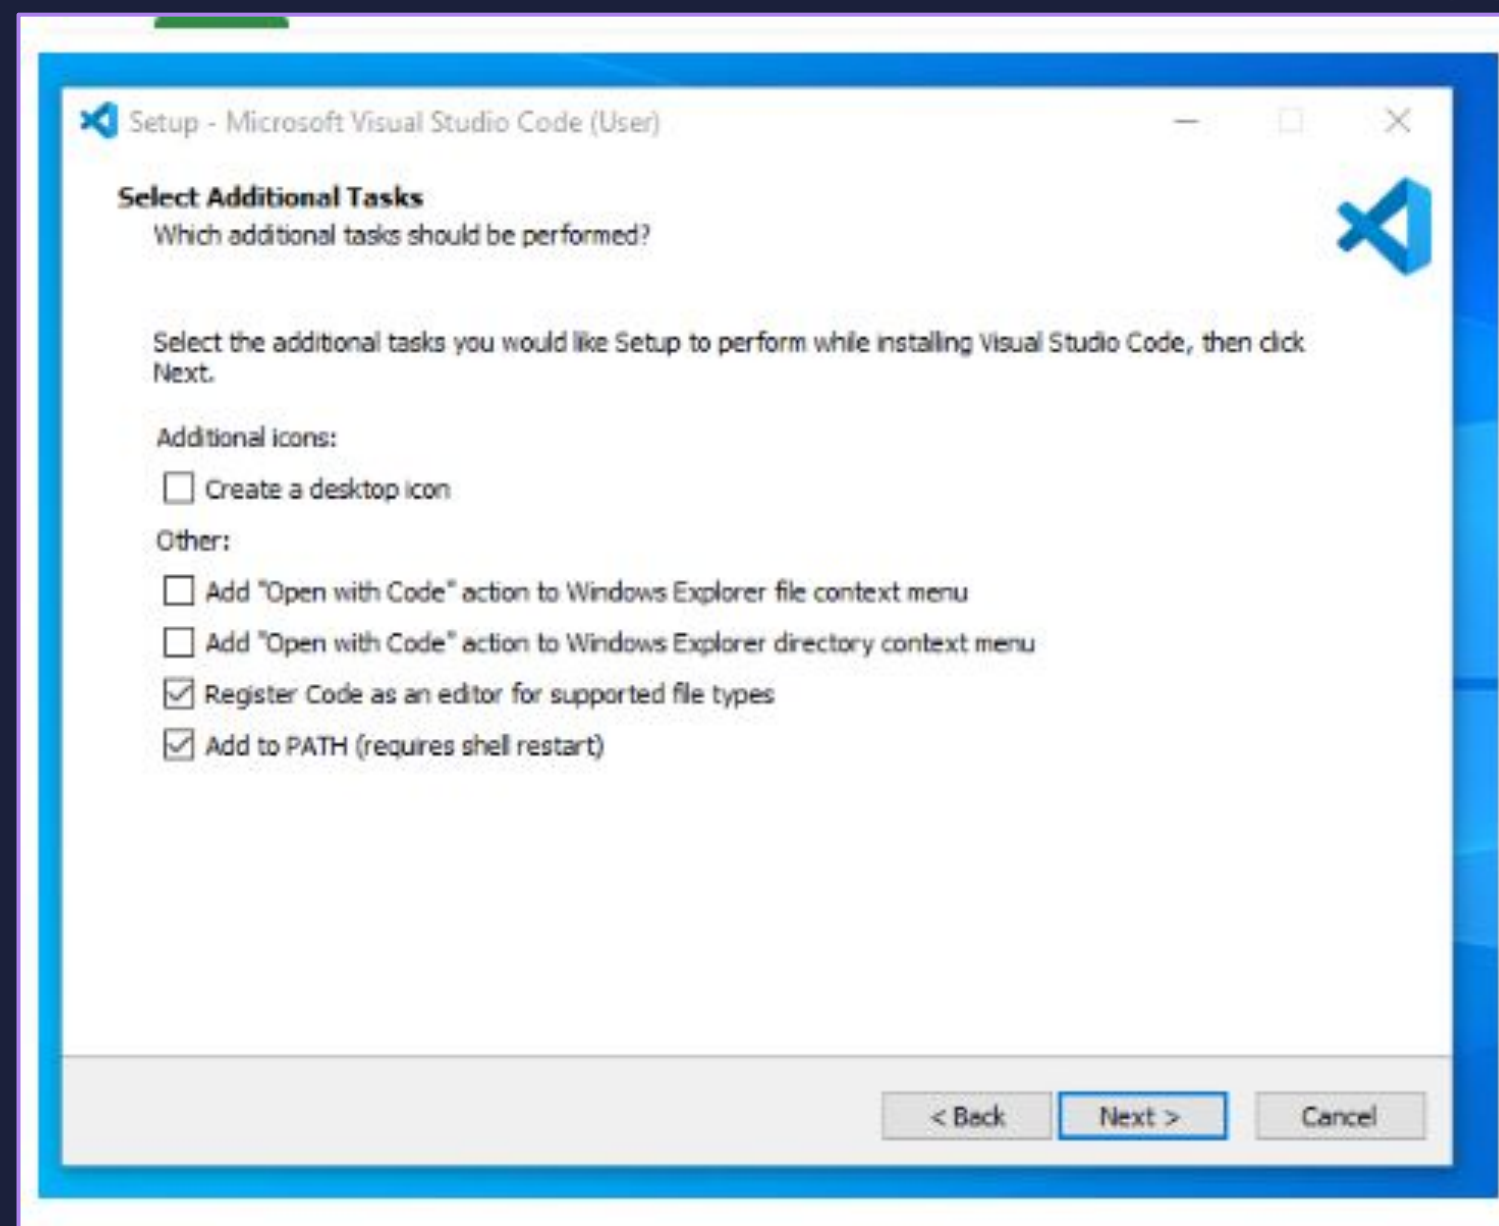 Setup - Microsoft Visual Studio Code (User)
Select Additional Tasks
Which additional tasks should be performed?
Select the additional tasks you would like Setup to perform while installing Visual Studio Code, then click
Next.
Additional icons:
Create a desktop icon
Other:
Add "Open with Code" action to Windows Explorer file context menu
Add "Open with Code" action to Windows Explorer directory context menu
Register Code as an editor for supported file types
Add to PATH (requires shell restart)
< Back Next > Cancel